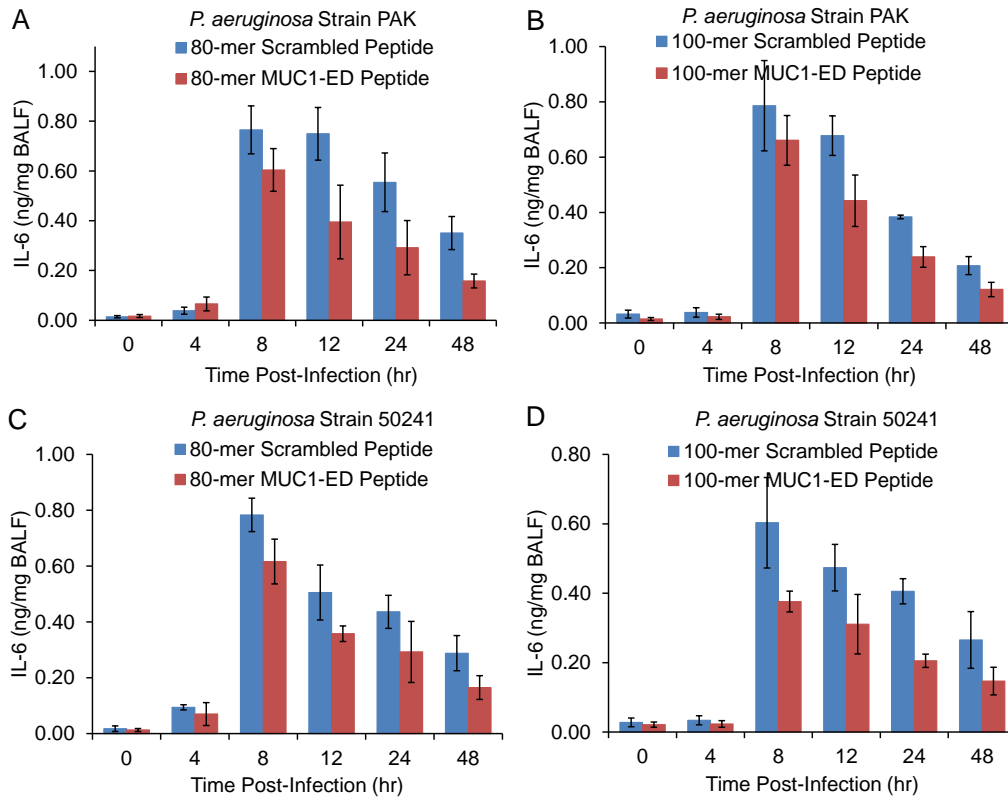 A
P. aeruginosa Strain PAK
80-mer Scrambled Peptide
80-mer MUC1-ED Peptide
IL-6 (ng/mg BALF)
1.00
0.80
0.60
0.40
0.20
0.00
0 4 8 12 24 48
Time Post-Infection (hr)
B
P. aeruginosa Strain PAK
100-mer Scrambled Peptide
100-mer MUC1-ED Peptide
IL-6 (ng/mg BALF)
1.00
0.80
0.60
0.40
0.20
0.00
0 4 8 12 24 48
Time Post-Infection (hr)
C
P. aeruginosa Strain 50241
80-mer Scrambled Peptide
80-mer MUC1-ED Peptide
IL-6 (ng/mg BALF)
1.00
0.80
0.60
0.40
0.20
0.00
0 4 8 12 24 48
Time Post-Infection (hr)
D
P. aeruginosa Strain 50241
100-mer Scrambled Peptide
100-mer MUC1-ED Peptide
IL-6 (ng/mg BALF)
0.80
0.60
0.40
0.20
0.00
0 4 8 12 24 48
Time Post-Infection (hr)